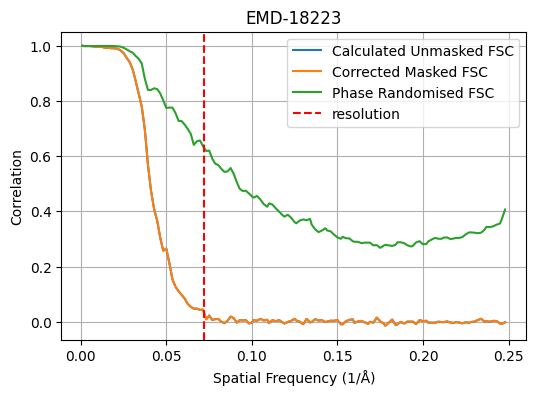 EMD-18223
Calculated Unmasked FSC
Corrected Masked FSC
Phase Randomised FSC
resolution
Correlation
1.0
0.8
0.6
0.4
0.2
0.0
0.00 0.05 0.10 0.15 0.20 0.25
Spatial Frequency (1/Å)